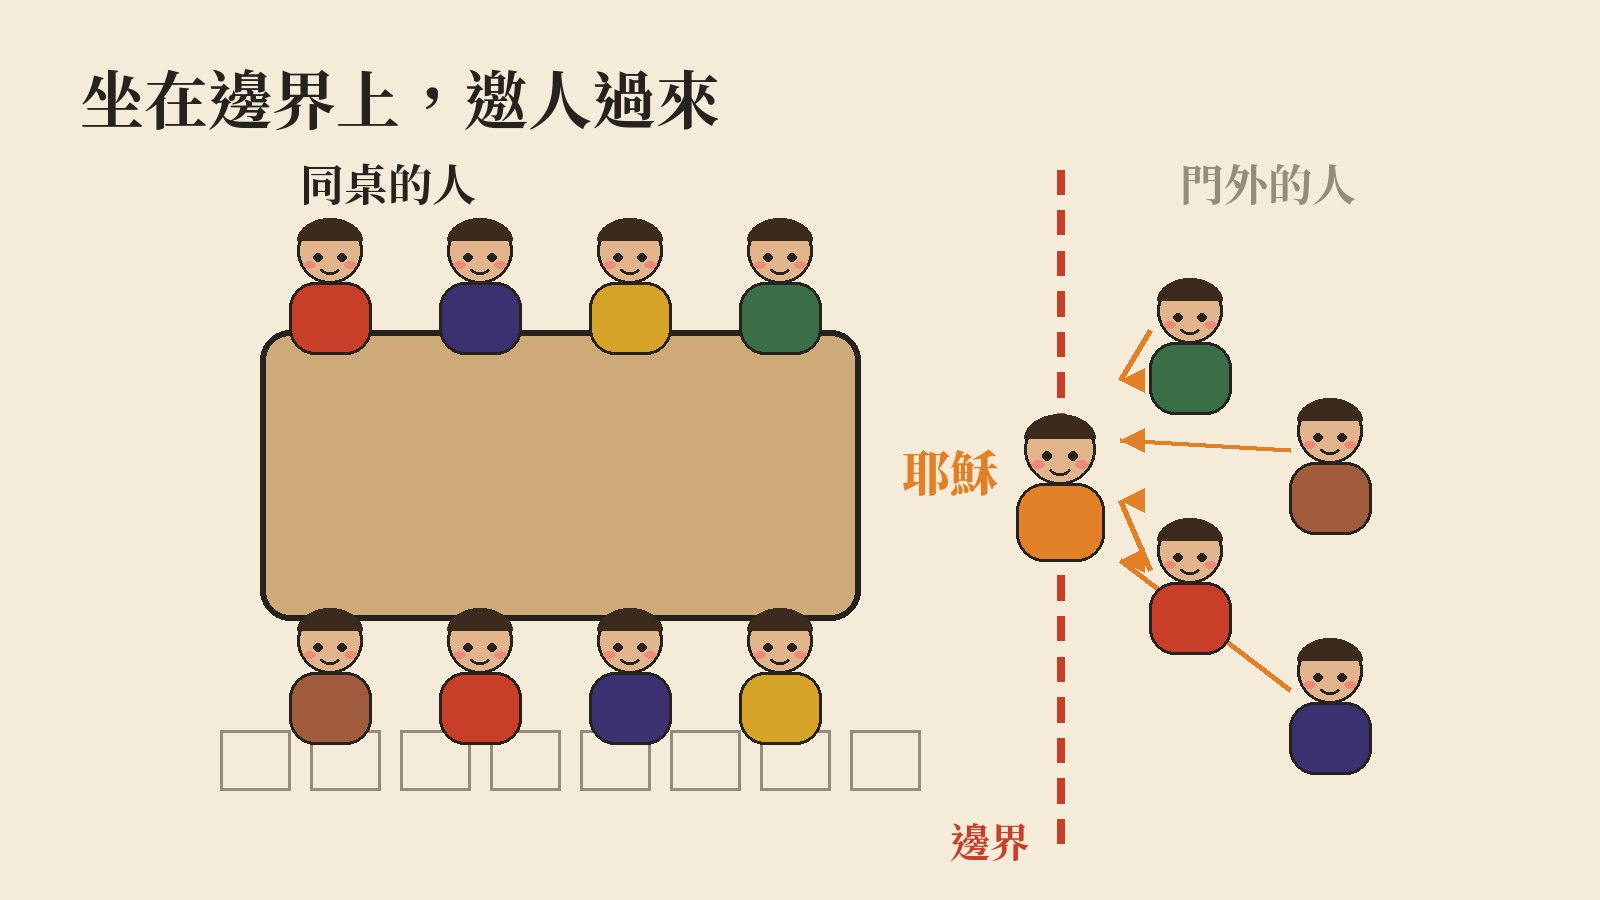 坐在邊界上，邀人過來
同桌的人
門外的人
耶穌
邊界